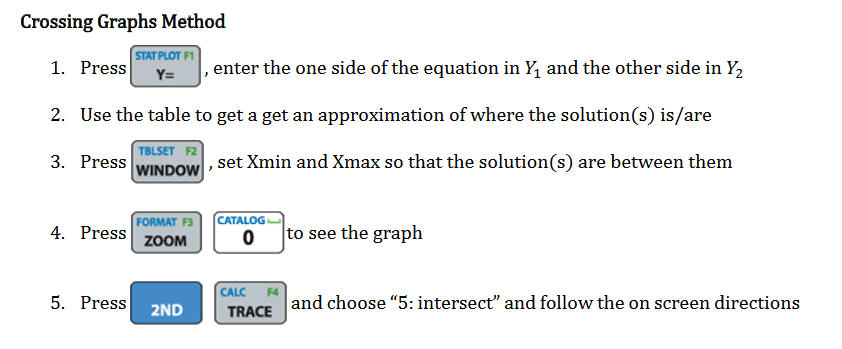 Crossing Graphs Method
1. Press STAT PLOT F1 Y= , enter the one side of the equation in Y₁ and the other side in Y₂
2. Use the table to get a get an approximation of where the solution(s) is/are
3. Press TBLSET F2 WINDOW , set Xmin and Xmax so that the solution(s) are between them
4. Press FORMAT F3 ZOOM CATALOG 0 to see the graph
5. Press 2ND CALC F4 TRACE and choose “5: intersect” and follow the on screen directions